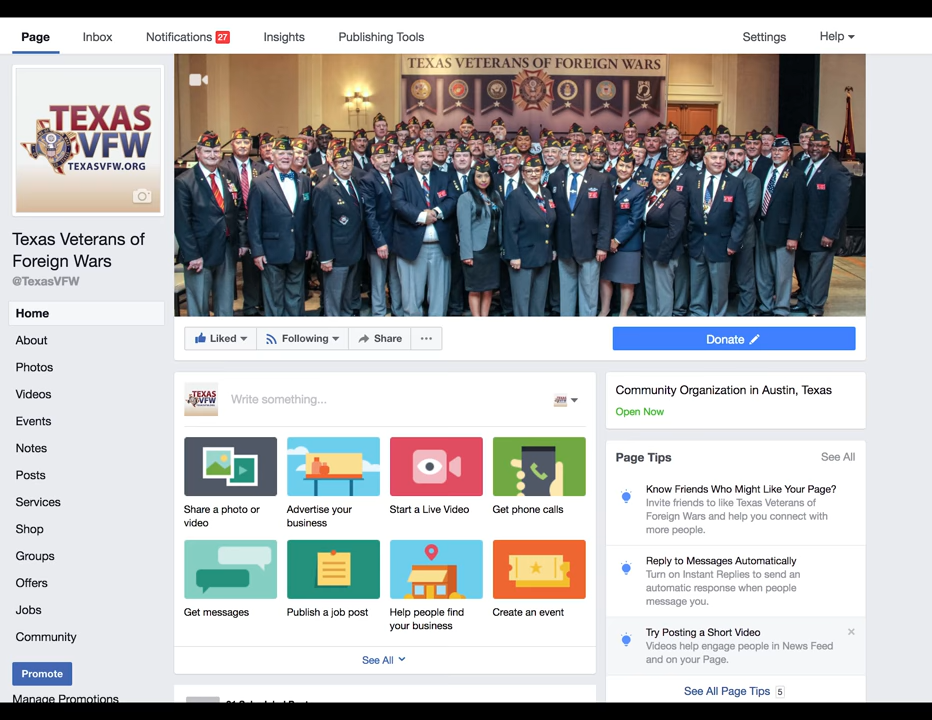 Page
Inbox
Notifications 27
Insights
Publishing Tools
Settings
Help
TEXAS
VFW
TEXASVFW.ORG
TEXAS VETERANS OF FOREIGN WARS
Texas Veterans of
Foreign Wars
@TexasVFW
Home
About
Photos
Videos
Events
Notes
Posts
Services
Shop
Groups
Offers
Jobs
Community
Promote
Manage Promotions
Liked
Following
Share
Donate
TEXAS
VFW
Write something...
Share a photo or
video
Advertise your
business
Start a Live Video
Get phone calls
Get messages
Publish a job post
Help people find
your business
Create an event
See All
Community Organization in Austin, Texas
Open Now
Page Tips
See All
Know Friends Who Might Like Your Page?
Invite friends to like Texas Veterans of
Foreign Wars and help you connect with
more people.
Reply to Messages Automatically
Turn on Instant Replies to send an
automatic response when people
message you.
Try Posting a Short Video
Videos help engage people in News Feed
and on your Page.
See All Page Tips 5